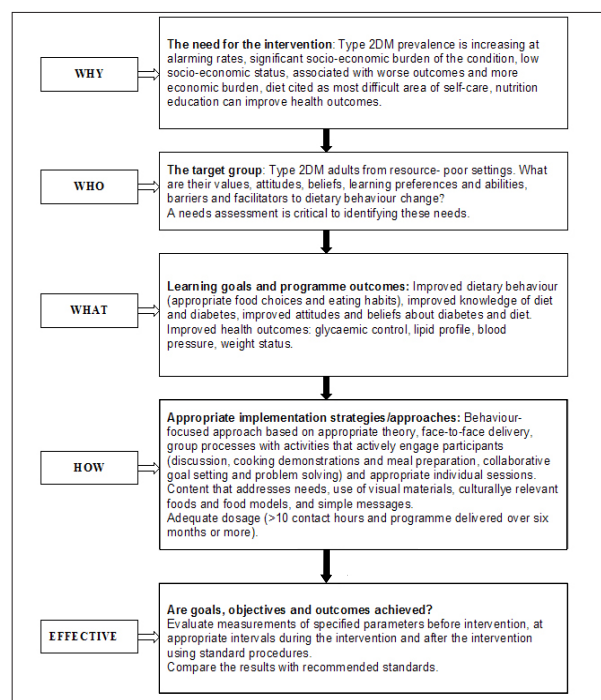 The need for the intervention: Type 2DM prevalence is increasing at
alarming rates, significant socio-economic burden of the condition, low
WHY
socio-economic status, associated with worse outcomes and more
economic burden, diet cited as most difficult area of self-care, nutrition
education can improve health outcomes.
The target group: Type 2DM adults from resource- poor settings. What
WHO
are their values, attitudes, beliefs, learning preferences and abilities,
barriers and facilitators to dietary behaviour change?
A needs assessment is critical to identifying these needs.
Learning goals and programme outcomes: Improved dietary behaviour
(appropriate food choices and eating habits), improved knowledge of diet
WHAT
and diabetes, improved attitudes and beliefs about diabetes and diet.
Improved health outcomes: glycaemic control, lipid profile, blood
pressure, weight status.
Appropriate implementation strategies/approaches: Behaviour-
focused approach based on appropriate theory, face-to-face delivery,
group processes with activities that actively engage participants
(discussion, cooking demonstrations and meal preparation, collaborative
HOW
goal setting and problem solving) and appropriate individual sessions.
Content that addresses needs, use of visual materials, culturallye relevant
foods and food models, and simple messages.
Adequate dosage (>10 contact hours and programme delivered over six
months or more).
Are goals, objectives and outcomes achieved?
Evaluate measurements of specified parameters before intervention, at
EFFECTIVE
appropriate intervals during the intervention and after the intervention
using standard procedures.
Compare the results with recommended standards.